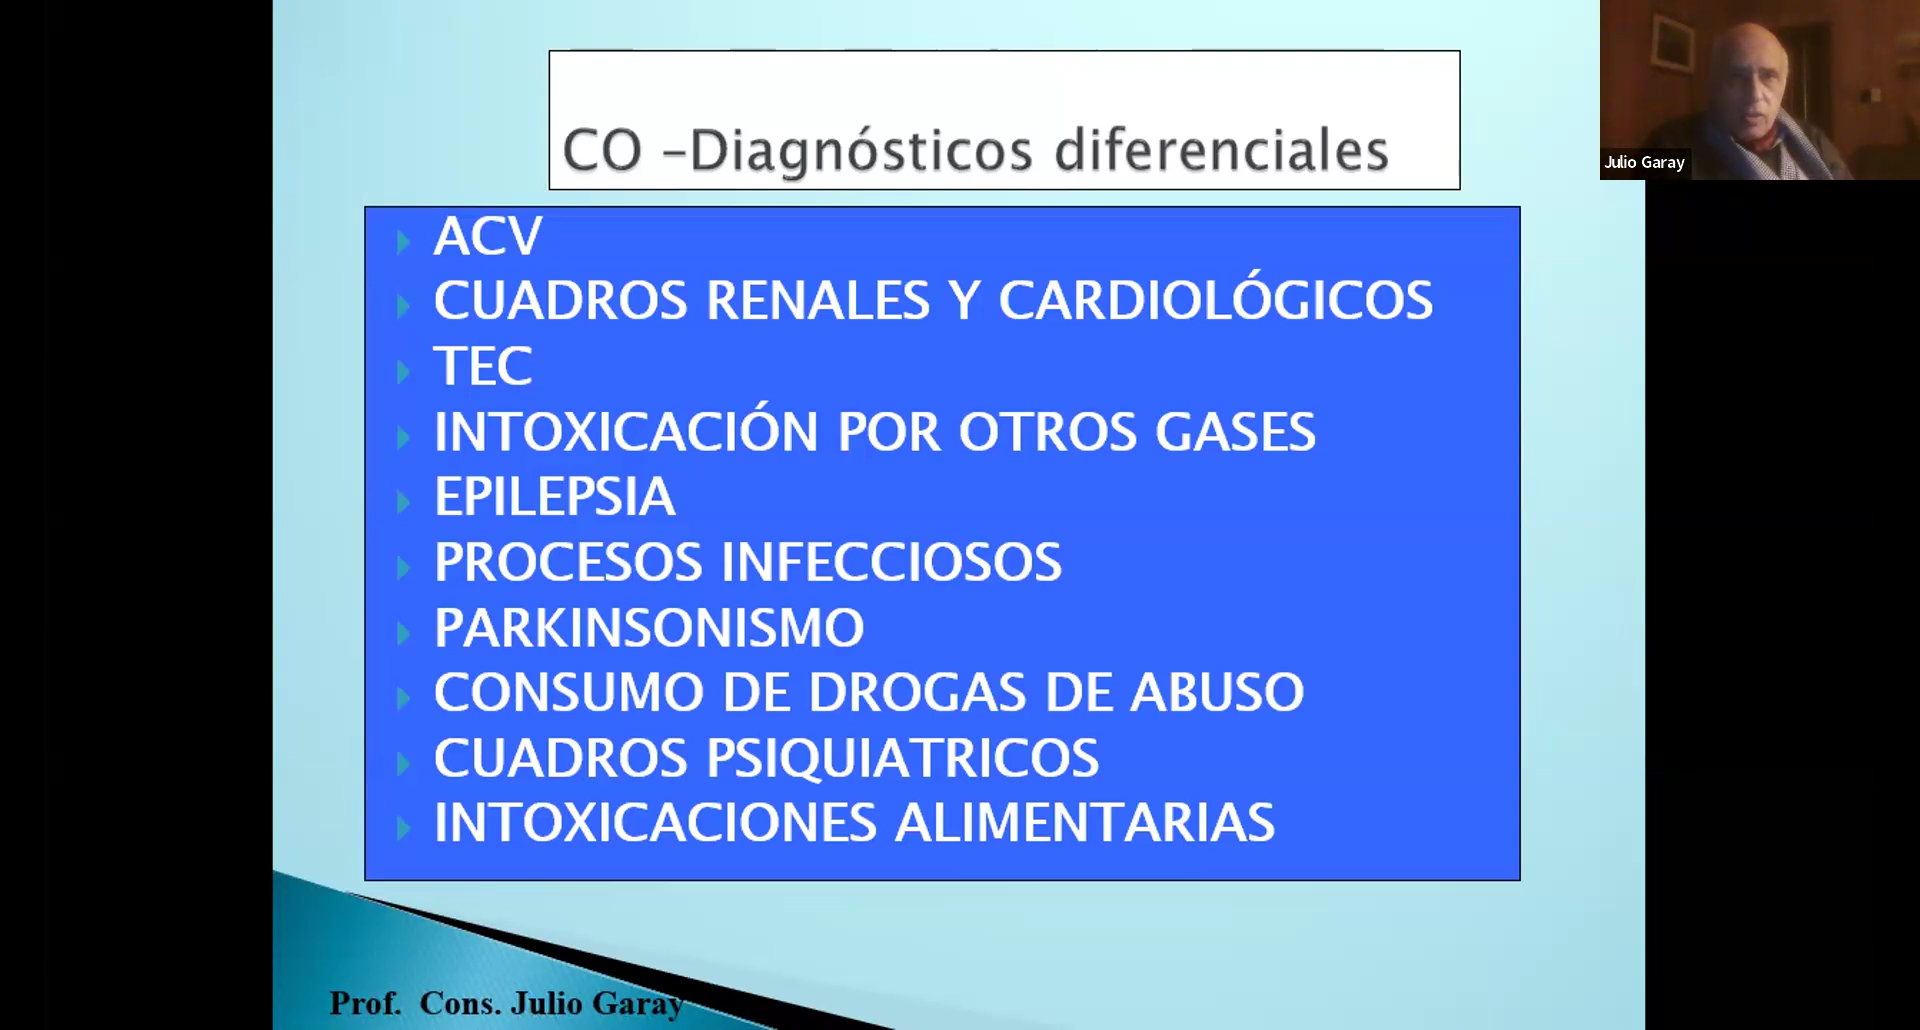 CO –Diagnósticos diferenciales
Julio Garay
ACV
CUADROS RENALES Y CARDIOLÓGICOS
TEC
INTOXICACIÓN POR OTROS GASES
EPILEPSIA
PROCESOS INFECCIOSOS
PARKINSONISMO
CONSUMO DE DROGAS DE ABUSO
CUADROS PSIQUIATRICOS
INTOXICACIONES ALIMENTARIAS
Prof. Cons. Julio Garay